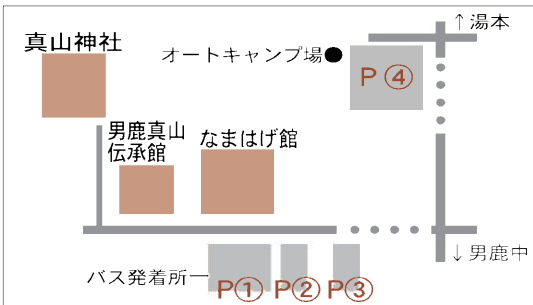 ↑湯本
真山神社
オートキャンプ場●
P④
男鹿真山
伝承館
なまはげ館
↓男鹿中
バス発着所
P① P② P③